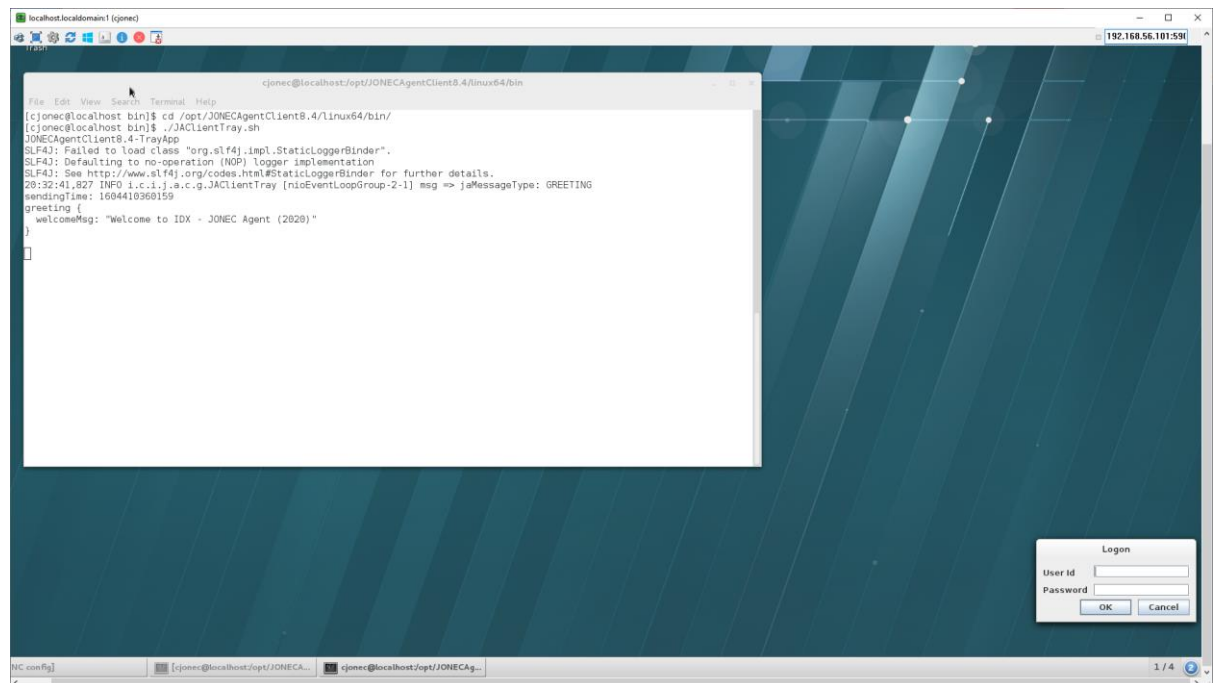 localhost.localdomain:1 (cjonec)
192.168.56.101:590
Trash
cjonec@localhost:/opt/JONECAgentClient8.4/linux64/bin
File Edit View Search Terminal Help
[cjonec@localhost bin]$ cd /opt/JONECAgentClient8.4/linux64/bin/
[cjonec@localhost bin]$ ./JAClientTray.sh
JONECAgentClient8.4-TrayApp
SLF4J: Failed to load class "org.slf4j.impl.StaticLoggerBinder".
SLF4J: Defaulting to no-operation (NOP) logger implementation
SLF4J: See http://www.slf4j.org/codes.html#StaticLoggerBinder for further details.
20:32:41,827 INFO i.c.i.j.a.c.g.JAClientTray [nioEventLoopGroup-2-1] msg => jaMessageType: GREETING
sendingTime: 1604410360159
greeting {
welcomeMsg: "Welcome to IDX - JONEC Agent (2020)"
}
Logon
User Id
Password
OK Cancel
NC config] [cjonec@localhost:/opt/JONECA... cjonec@localhost:/opt/JONECAg... 1 / 4 2